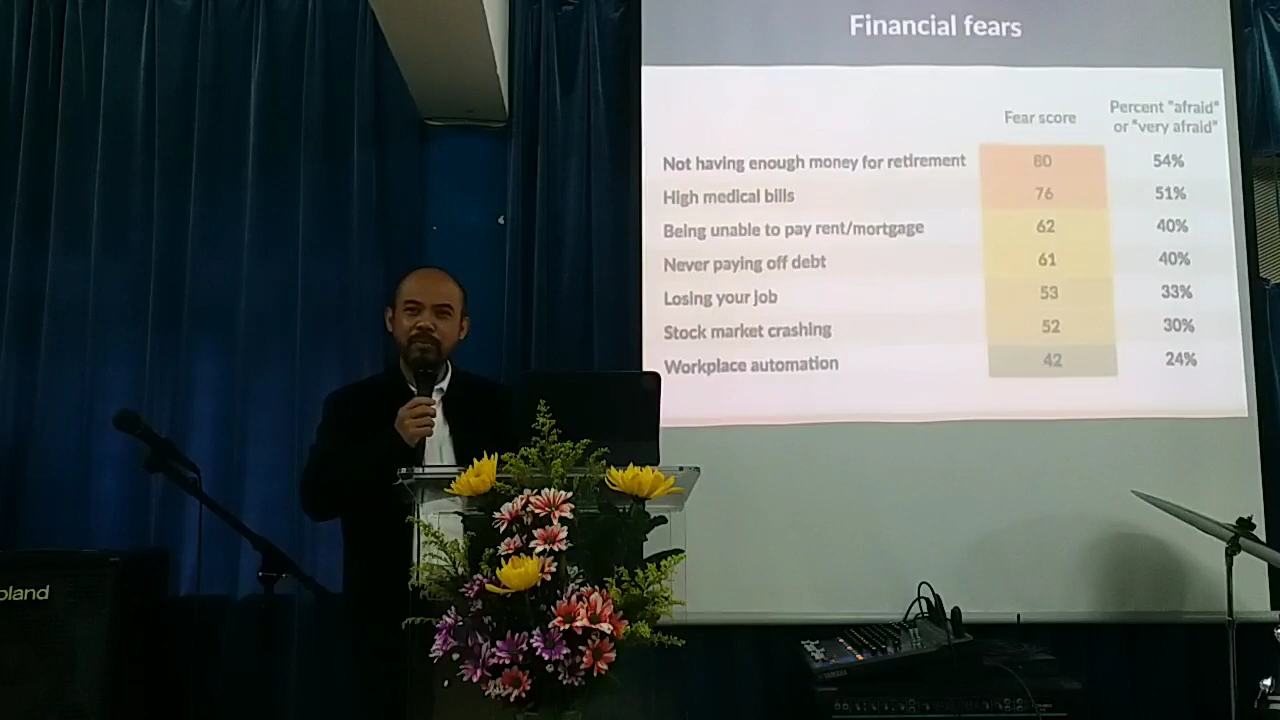 Financial fears
Fear score
Percent "afraid"
or "very afraid"
Not having enough money for retirement 80 54%
High medical bills 76 51%
Being unable to pay rent/mortgage 62 40%
Never paying off debt 61 40%
Losing your job 53 33%
Stock market crashing 52 30%
Workplace automation 42 24%
oland
YAMAHA